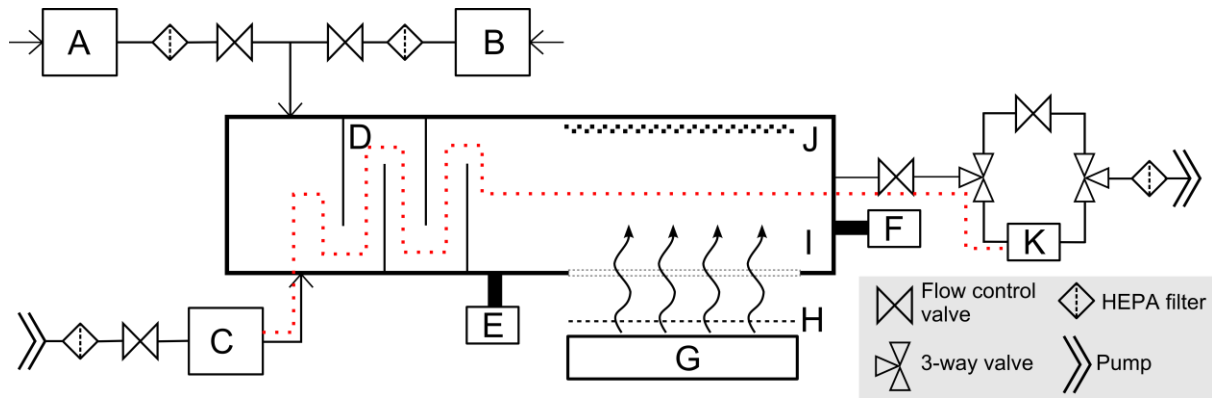 A
B
D
J
I
F
K
C
E
H
G
Flow control
valve
HEPA filter
3-way valve
Pump